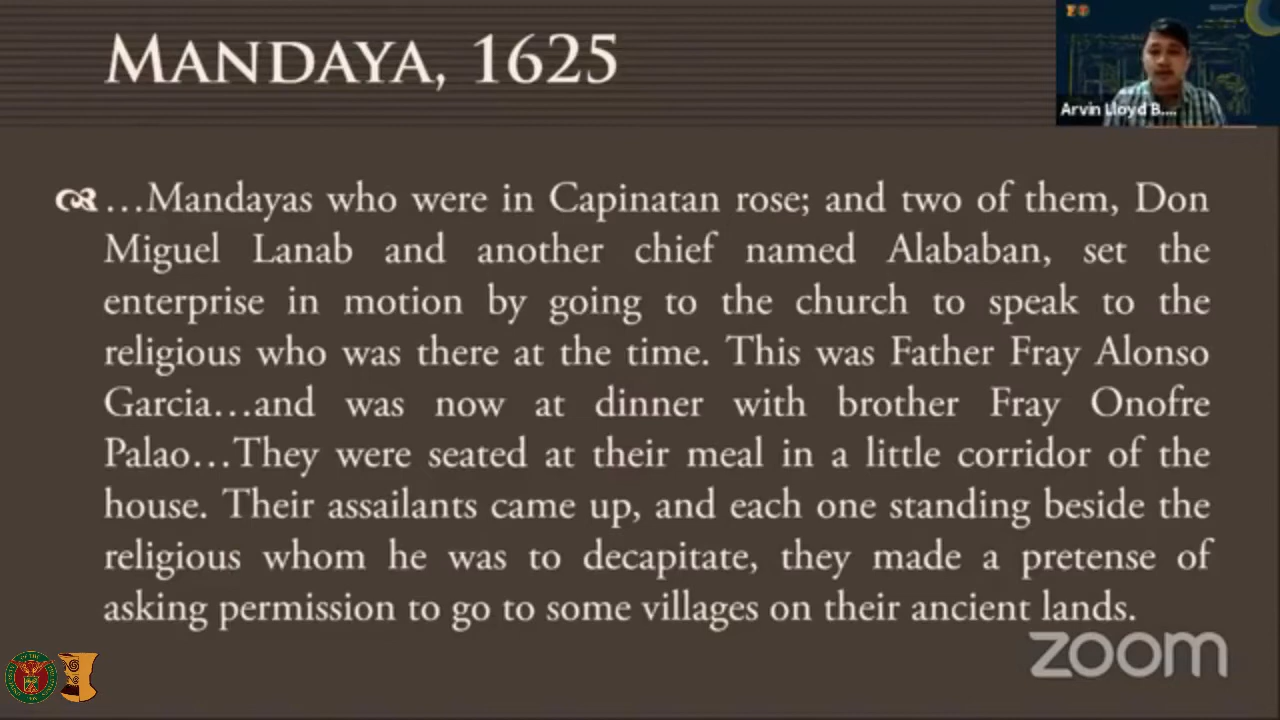 MANDAYA, 1625
Arvin Lloyd B....
…Mandayas who were in Capinatan rose; and two of them, Don
Miguel Lanab and another chief named Alababan, set the
enterprise in motion by going to the church to speak to the
religious who was there at the time. This was Father Fray Alonso
Garcia…and was now at dinner with brother Fray Onofre
Palao…They were seated at their meal in a little corridor of the
house. Their assailants came up, and each one standing beside the
religious whom he was to decapitate, they made a pretense of
asking permission to go to some villages on their ancient lands.
zoom